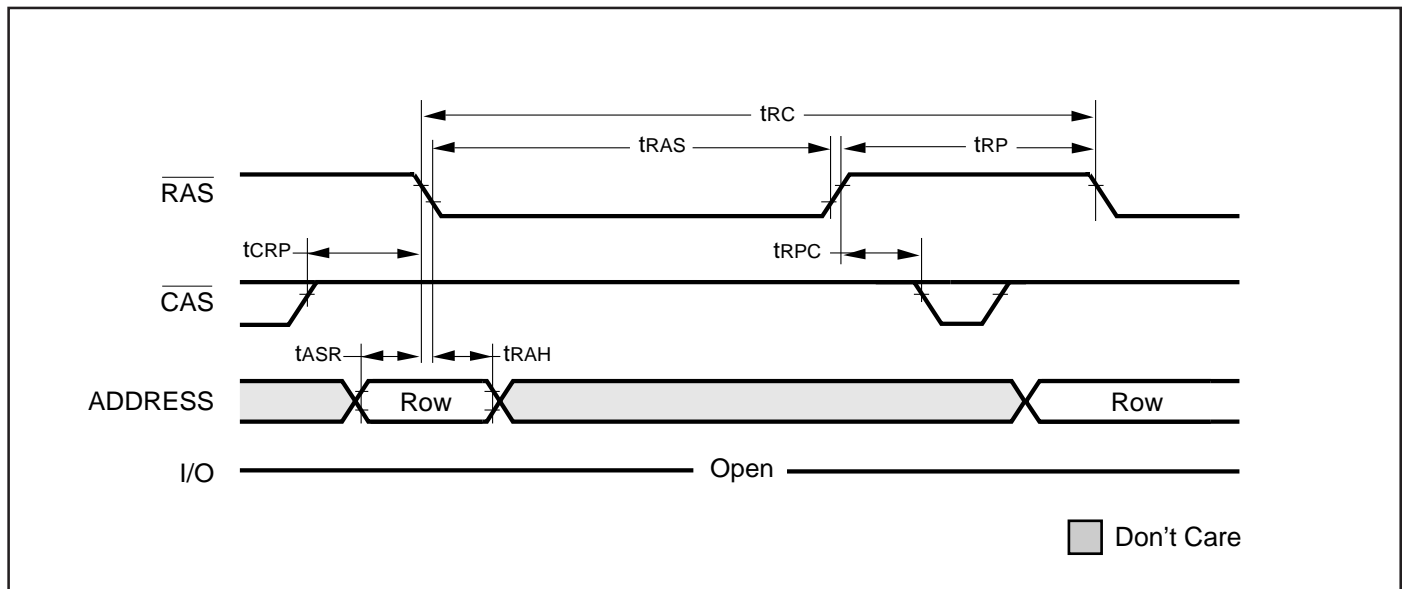 tRC
tRAS
tRP
RAS
tCRP
tRPC
CAS
tASR
tRAH
ADDRESS
Row
Row
I/O
Open
Don't Care